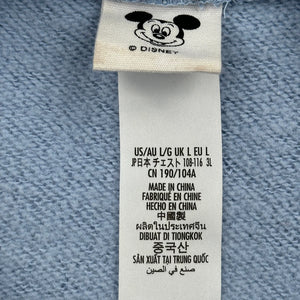 © DISNEY
US/AU L/G UK L EU L
JP日本 チェスト 108-116 3L
CN 190/104A
MADE IN CHINA
FABRIQUÉ EN CHINE
HECHO EN CHINA
中國製
ผลิตในประเทศจีน
DIBUAT DI TIONGKOK
중국산
SẢN XUẤT TẠI TRUNG QUỐC
صنع في الصين